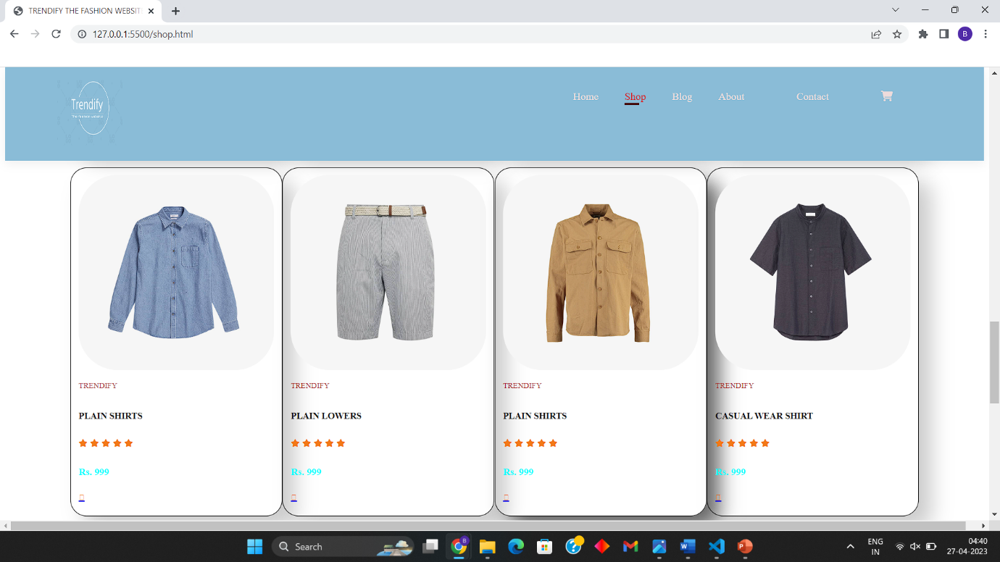 TRENDIFY THE FASHION WEBSIT
127.0.0.1:5500/shop.html
B
Trendify
Home Shop Blog About Contact
TRENDIFY TRENDIFY TRENDIFY TRENDIFY
PLAIN SHIRTS PLAIN LOWERS PLAIN SHIRTS CASUAL WEAR SHIRT
Rs. 999 Rs. 999 Rs. 999 Rs. 999
Search
ENG 04:40
IN 27-04-2023